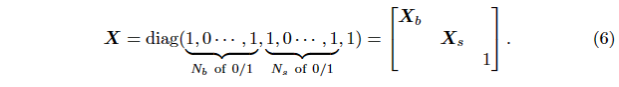 X = diag(1, 0 ⋯ , 1, 1, 0 ⋯ , 1, 1) = [X_b X_s 1] . (6)
N_b of 0/1 N_s of 0/1